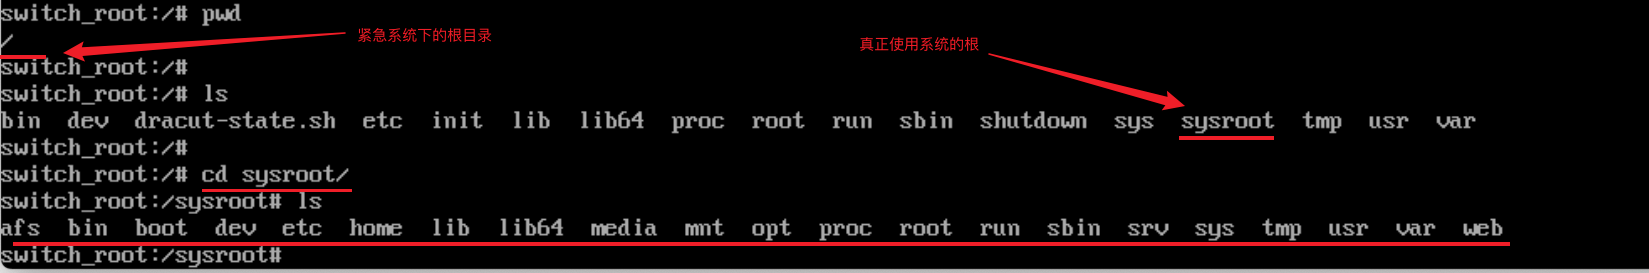 switch_root:/# pwd
/
紧急系统下的根目录
真正使用系统的根
switch_root:/#
switch_root:/# ls
bin dev dracut-state.sh etc init lib lib64 proc root run sbin shutdown sys sysroot tmp usr var
switch_root:/#
switch_root:/# cd sysroot/
switch_root:/sysroot# ls
afs bin boot dev etc home lib lib64 media mnt opt proc root run sbin srv sys tmp usr var web
switch_root:/sysroot#